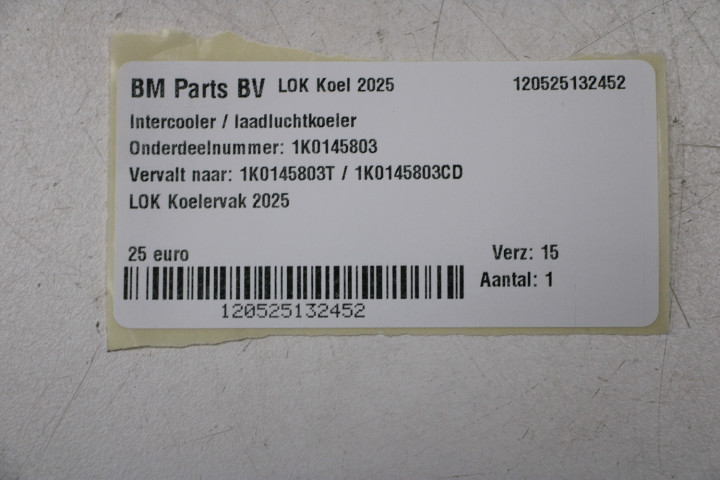 BM Parts BV LOK Koel 2025 120525132452
Intercooler / laadluchtkoeler
Onderdeelnummer: 1K0145803
Vervalt naar: 1K0145803T / 1K0145803CD
LOK Koelervak 2025
25 euro Verz: 15
Aantal: 1
120525132452